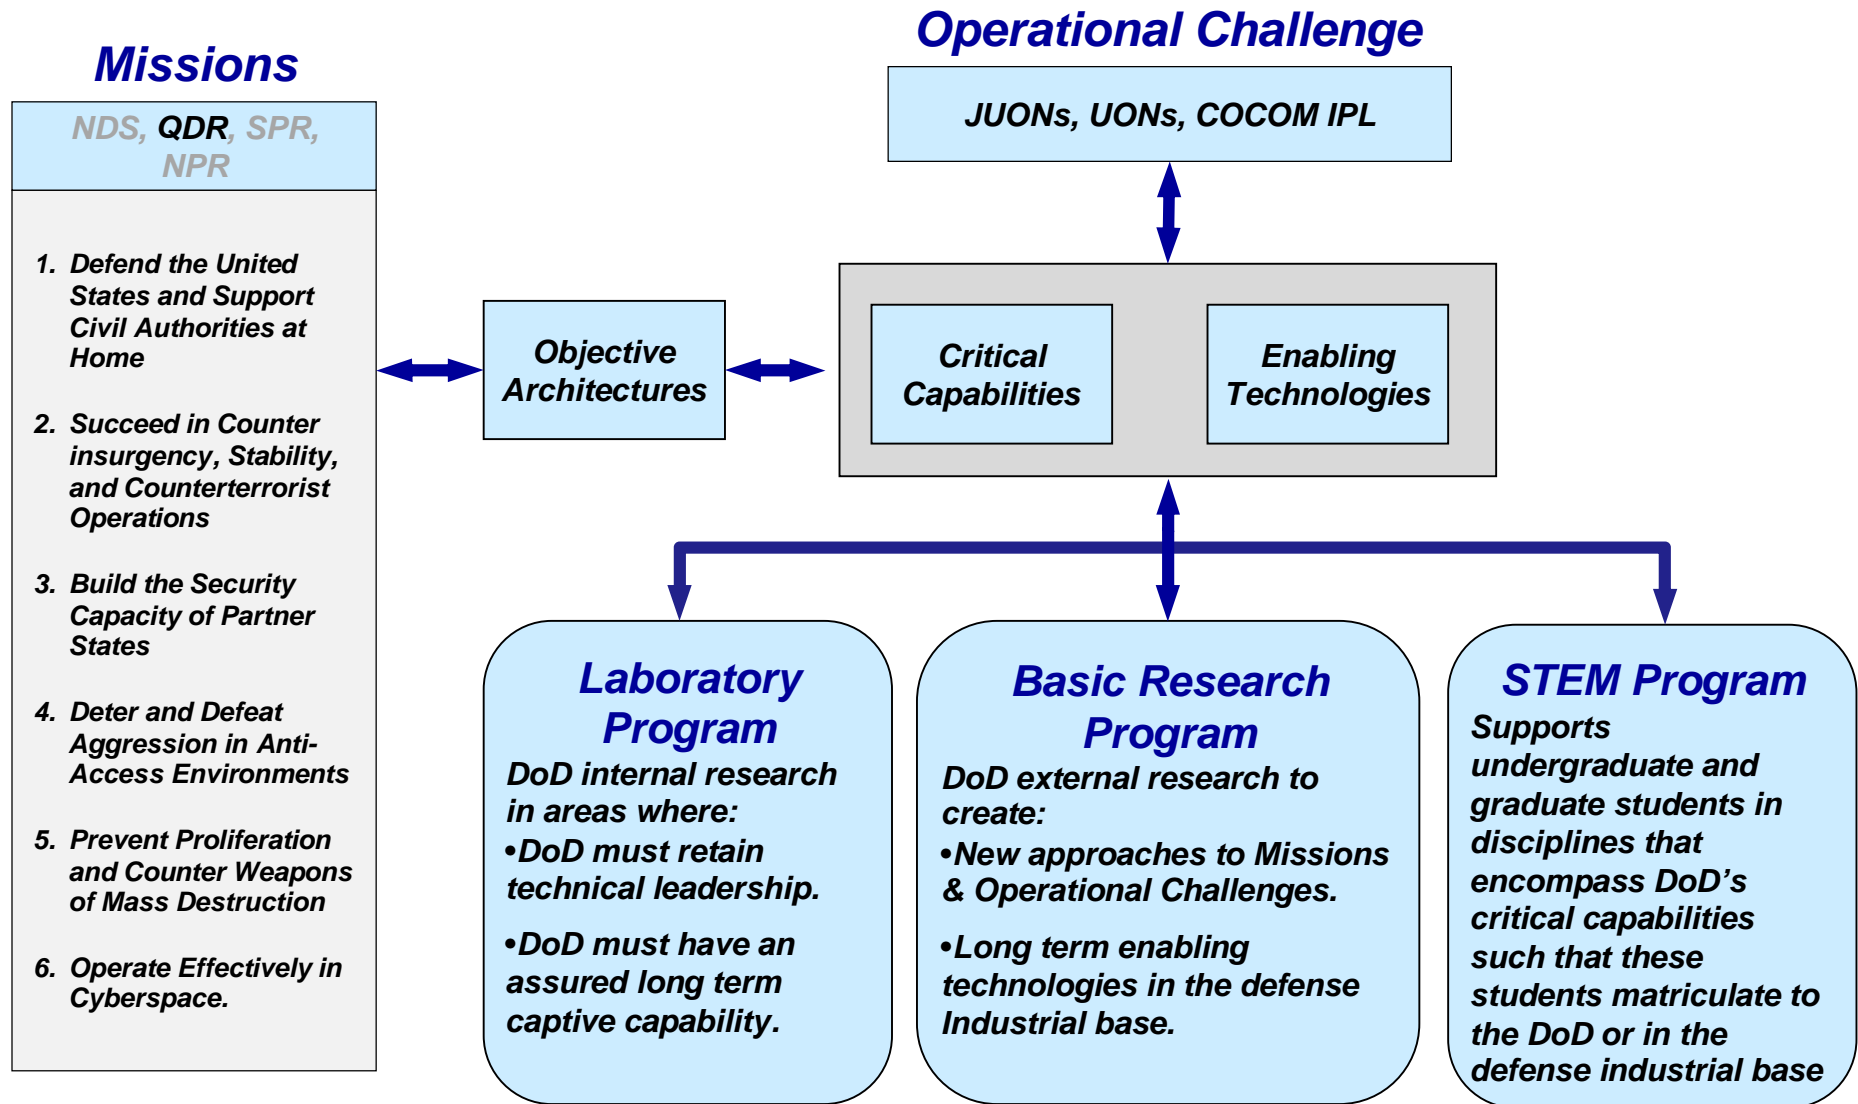 Missions
NDS, QDR, SPR,
NPR
1. Defend the United
States and Support
Civil Authorities at
Home
2. Succeed in Counter
insurgency, Stability,
and Counterterrorist
Operations
3. Build the Security
Capacity of Partner
States
4. Deter and Defeat
Aggression in Anti-
Access Environments
5. Prevent Proliferation
and Counter Weapons
of Mass Destruction
6. Operate Effectively in
Cyberspace.
Operational Challenge
JUONs, UONs, COCOM IPL
Objective
Architectures
Critical
Capabilities
Enabling
Technologies
Laboratory
Program
DoD internal research
in areas where:
•DoD must retain
technical leadership.
•DoD must have an
assured long term
captive capability.
Basic Research
Program
DoD external research to
create:
•New approaches to Missions
& Operational Challenges.
•Long term enabling
technologies in the defense
Industrial base.
STEM Program
Supports
undergraduate and
graduate students in
disciplines that
encompass DoD’s
critical capabilities
such that these
students matriculate to
the DoD or in the
defense industrial base